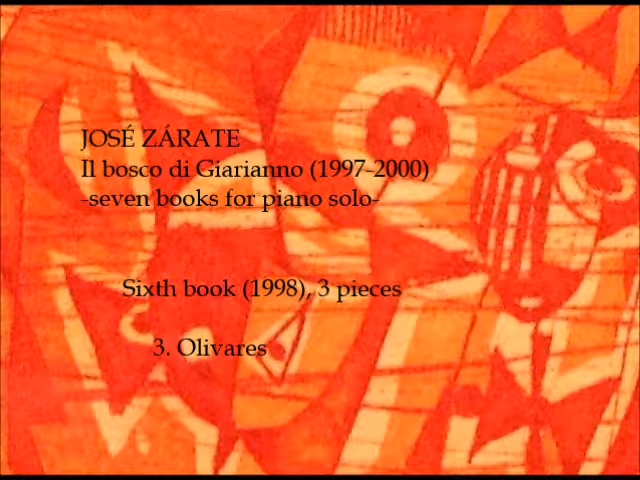 JOSÉ ZÁRATE
Il bosco di Giarianno (1997-2000)
-seven books for piano solo-
Sixth book (1998), 3 pieces
3. Olivares